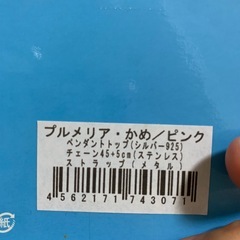 プルメリア・かめ/ピンク
ペンダントトップ(シルバー925)
チェーン45+5cm(ステンレス)
ストラップ(メタル)
4562171743071
紙